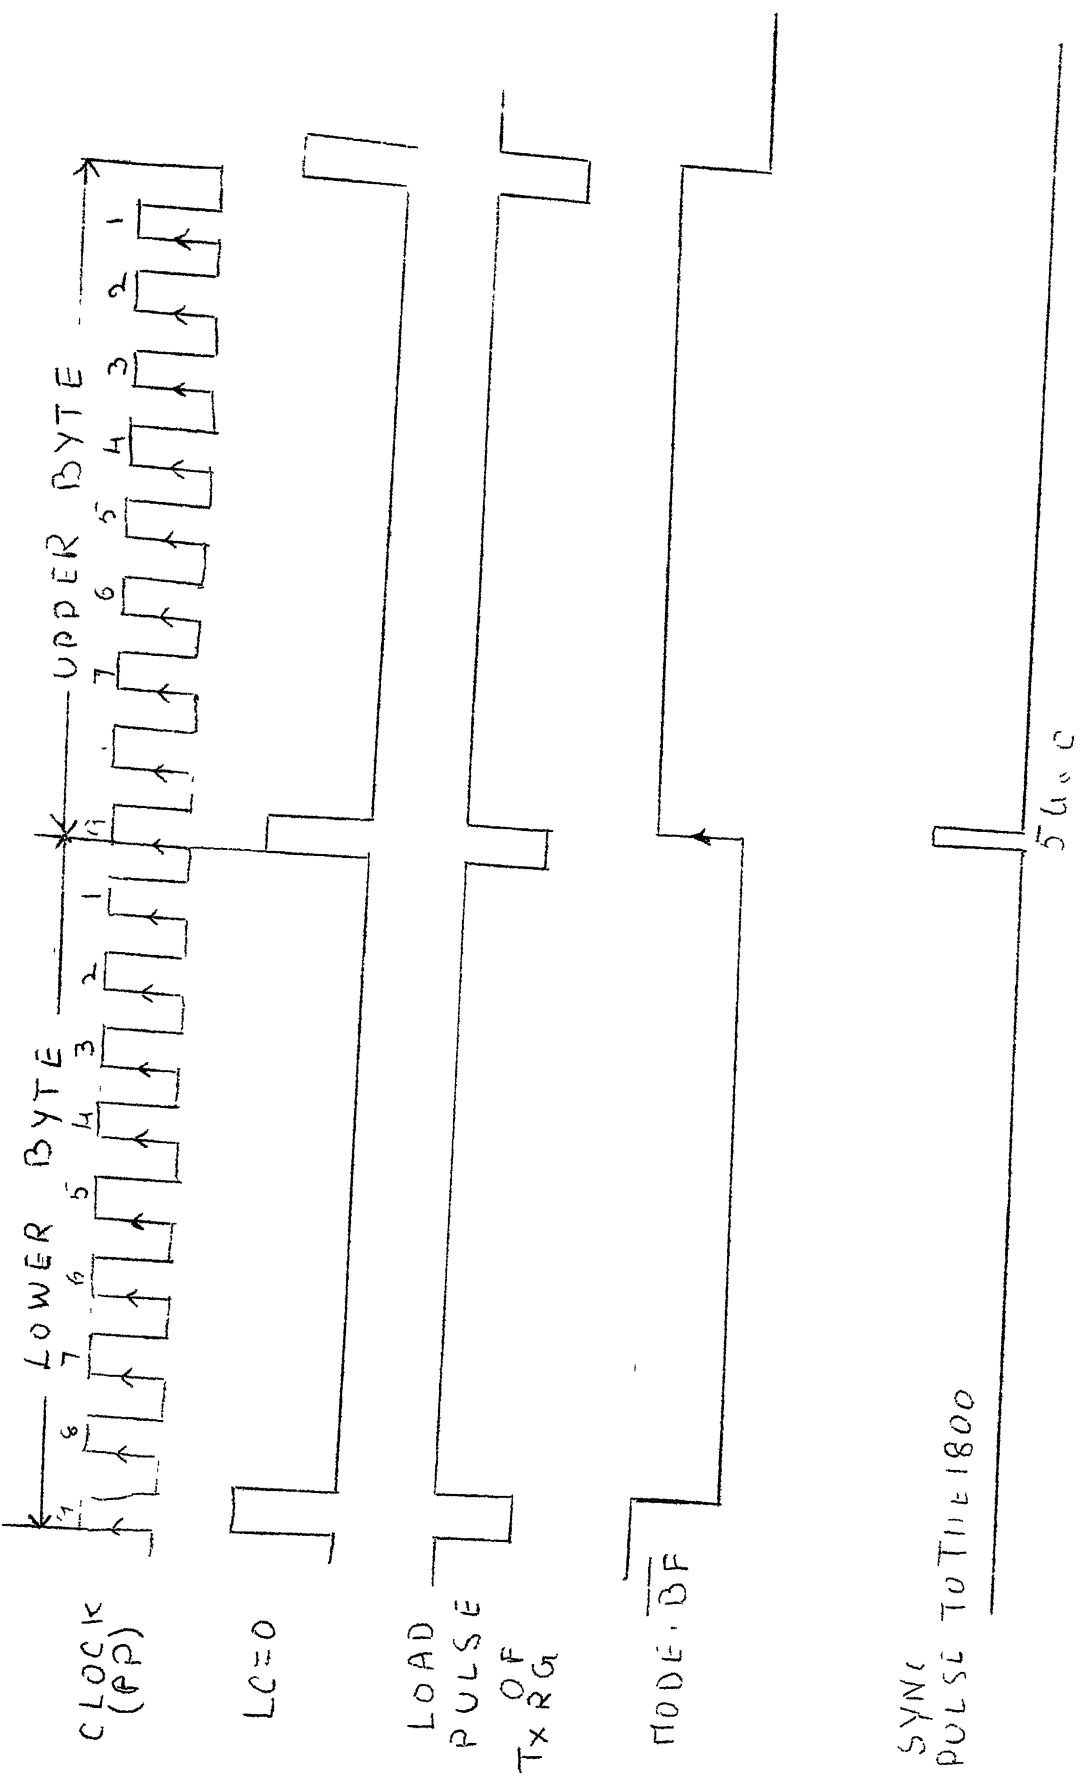 LOWER BYTE
UPPER BYTE
8 7 6 5 4 3 2 1
7 6 5 4 3 2 1
CLOCK
(PP)
LC=0
LOAD
PULSE
OF
TXRG
MODE. B̅F̅
SYNC
PULSE TO THE 1800